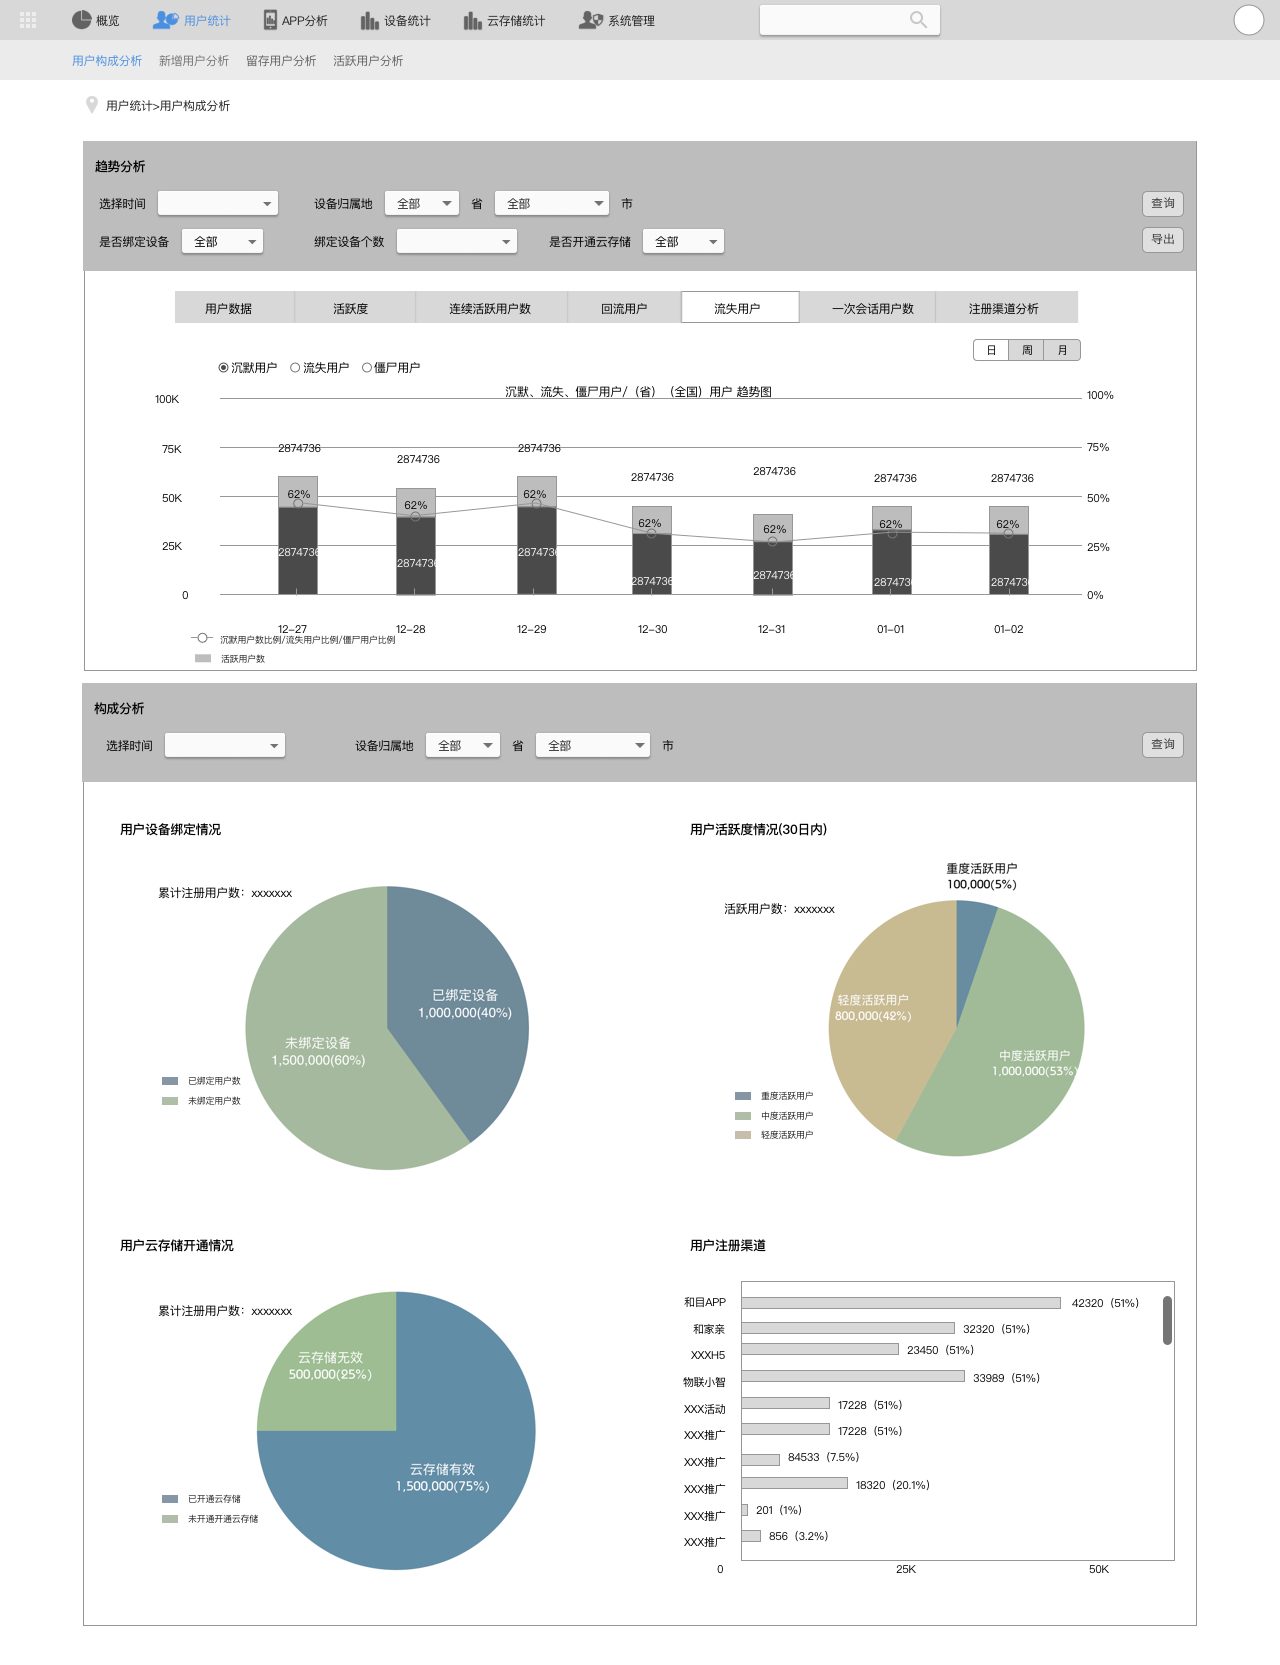 概览 用户统计 APP分析 设备统计 云存储统计 系统管理
用户构成分析 新增用户分析 留存用户分析 活跃用户分析
用户统计>用户构成分析
趋势分析
选择时间 设备归属地 全部 省 全部 市 查询
是否绑定设备 全部 绑定设备个数 是否开通云存储 全部 导出
用户数据 活跃度 连续活跃用户数 回流用户 流失用户 一次会话用户数 注册渠道分析
日 周 月
沉默用户 流失用户 僵尸用户
沉默、流失、僵尸用户/（省）（全国）用户 趋势图
100K 100%
75K 75%
50K 50%
25K 25%
0 0%
2874736 2874736 2874736 2874736 2874736 2874736 2874736
62% 62% 62% 62% 62% 62% 62%
2874736 2874736 2874736 2874736 2874736 2874736 2874736
12-27 12-28 12-29 12-30 12-31 01-01 01-02
沉默用户数比例/流失用户比例/僵尸用户比例
活跃用户数
构成分析
选择时间 设备归属地 全部 省 全部 市 查询
用户设备绑定情况
累计注册用户数：xxxxxxx
已绑定设备
1,000,000(40%)
未绑定设备
1,500,000(60%)
已绑定用户数
未绑定用户数
用户活跃度情况(30日内)
重度活跃用户
100,000(5%)
活跃用户数：xxxxxxx
轻度活跃用户
800,000(42%)
中度活跃用户
1,000,000(53%)
重度活跃用户
中度活跃用户
轻度活跃用户
用户云存储开通情况
累计注册用户数：xxxxxxx
云存储无效
500,000(25%)
云存储有效
1,500,000(75%)
已开通云存储
未开通开通云存储
用户注册渠道
和目APP 42320（51%）
和家亲 32320（51%）
XXXH5 23450（51%）
物联小智 33989（51%）
XXX活动 17228（51%）
XXX推广 17228（51%）
XXX推广 84533（7.5%）
XXX推广 18320（20.1%）
XXX推广 201（1%）
XXX推广 856（3.2%）
0 25K 50K